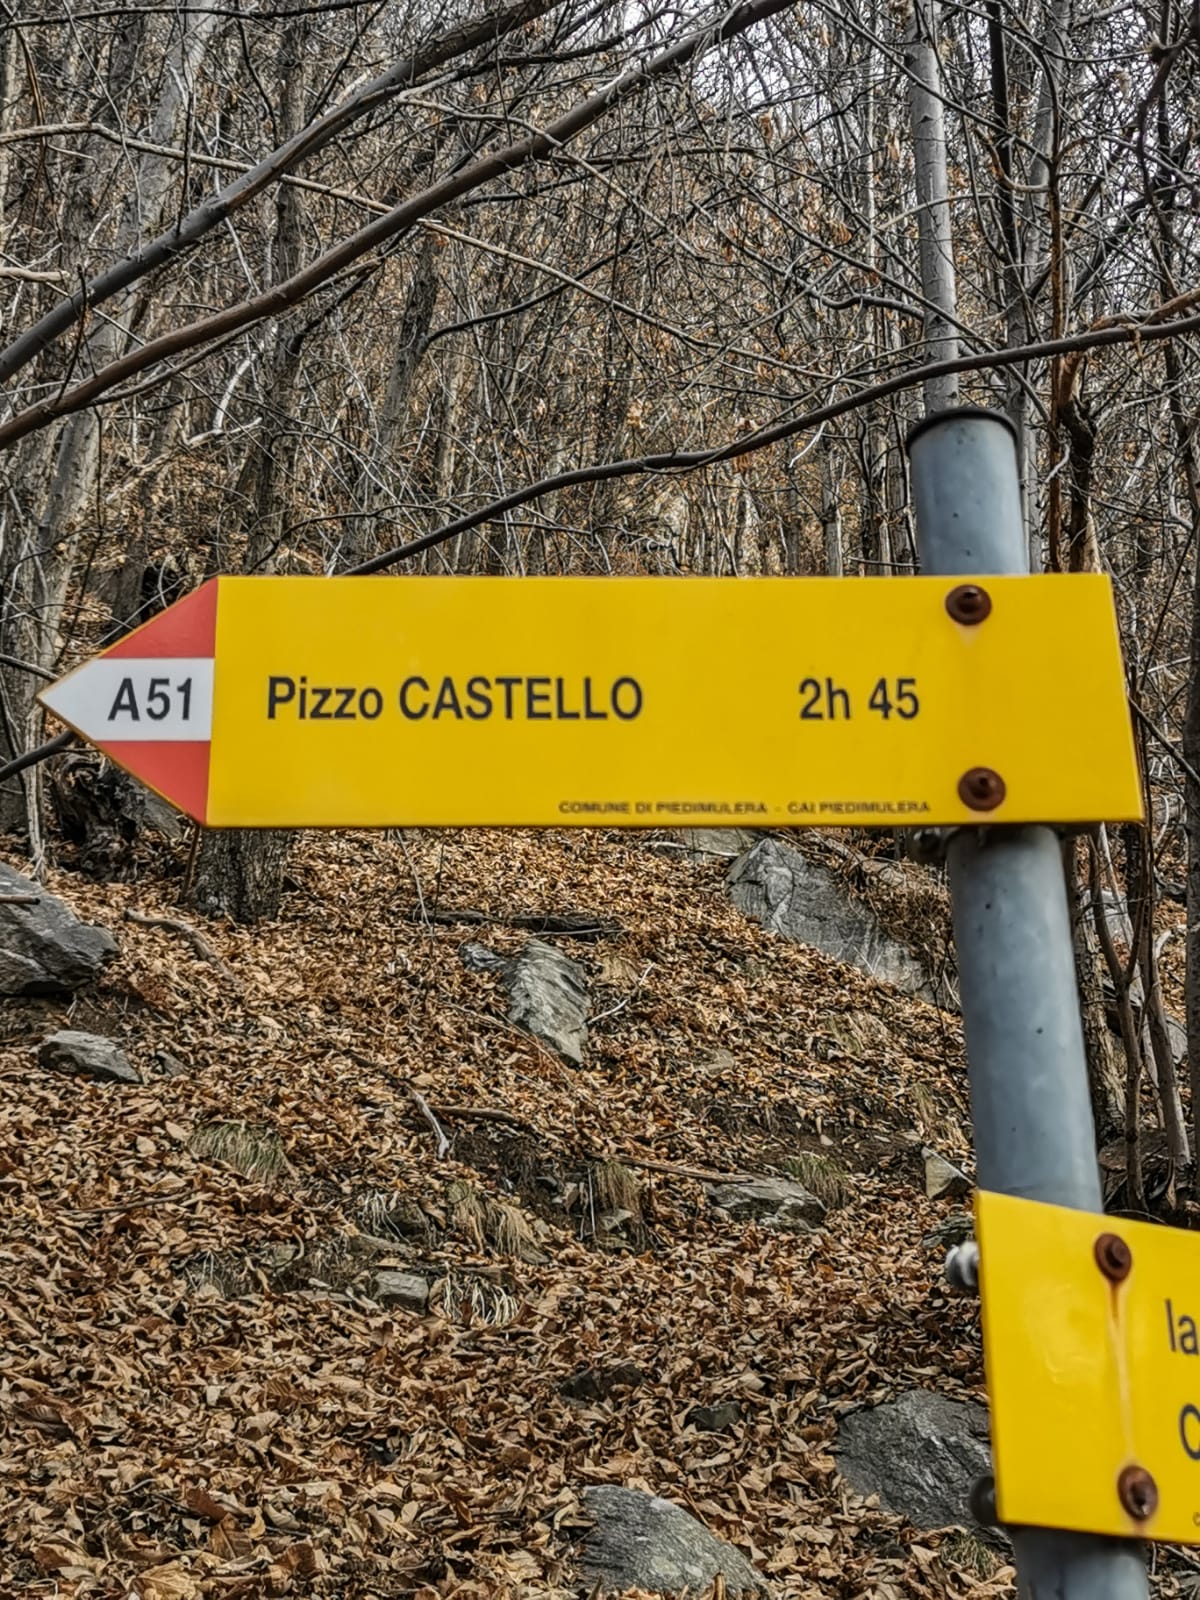 A51 Pizzo CASTELLO 2h 45
COMUNE DI PIEDIMULERA - CAI PIEDIMULERA